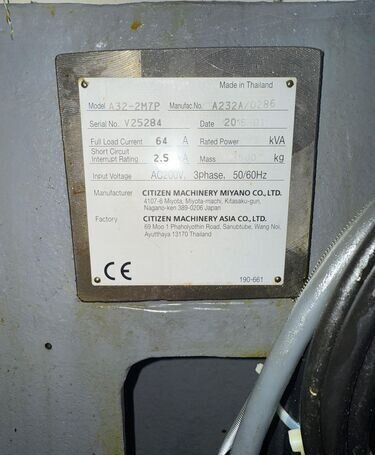 Made in Thailand
Model A32-2M7P Manufac.No. A232A/0286
Serial No. V25284 Date
Full Load Current 64 A Rated Power kVA
Short Circuit
Interrupt Rating 2.5 A Mass kg
Input Voltage AC200V, 3phase, 50/60Hz
Manufacturer CITIZEN MACHINERY MIYANO CO., LTD.
4107-6 Miyota, Miyota-machi, Kitasaku-gun,
Nagano-ken 389-0206 Japan
Factory CITIZEN MACHINERY ASIA CO., LTD.
69 Moo 1 Phaholyothin Road, Sanubtube, Wang Noi,
Ayutthaya 13170 Thailand
CE
190-661